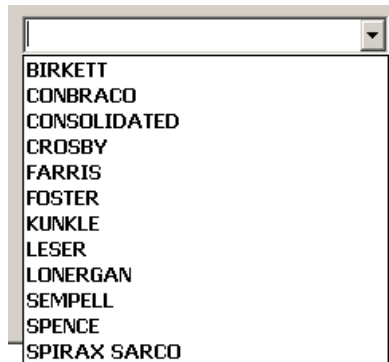 BIRKETT
CONBRACO
CONSOLIDATED
CROSBY
FARRIS
FOSTER
KUNKLE
LESER
LONERGAN
SEMPELL
SPENCE
SPIRAX SARCO